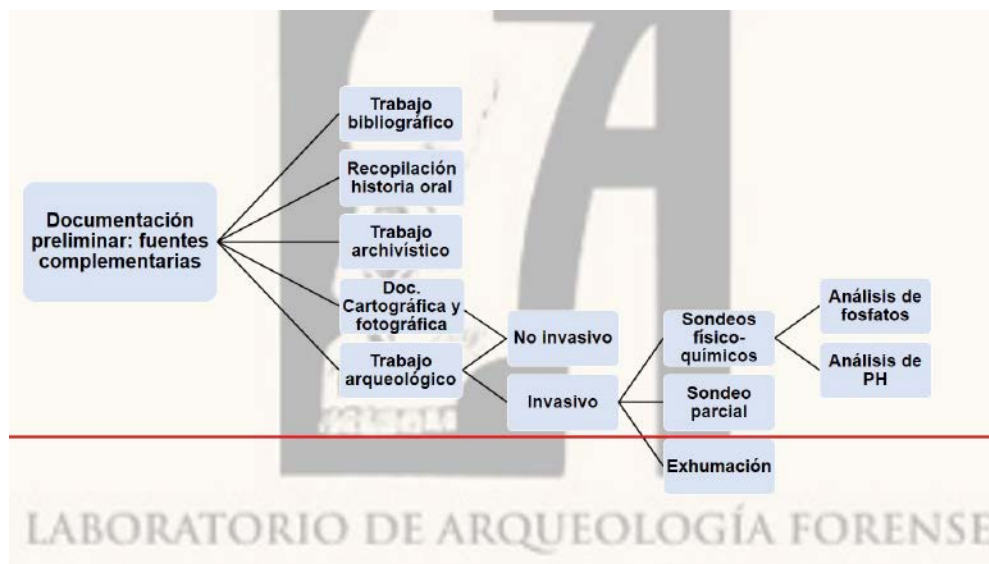 Documentación
preliminar: fuentes
complementarias
Trabajo
bibliográfico
Recopilación
historia oral
Trabajo
archivístico
Doc.
Cartográfica y
fotográfica
Trabajo
arqueológico
No invasivo
Invasivo
Sondeos
físico-
químicos
Sondeo
parcial
Exhumación
Análisis de
fosfatos
Análisis de
PH
LABORATORIO DE ARQUEOLOGÍA FORENSE